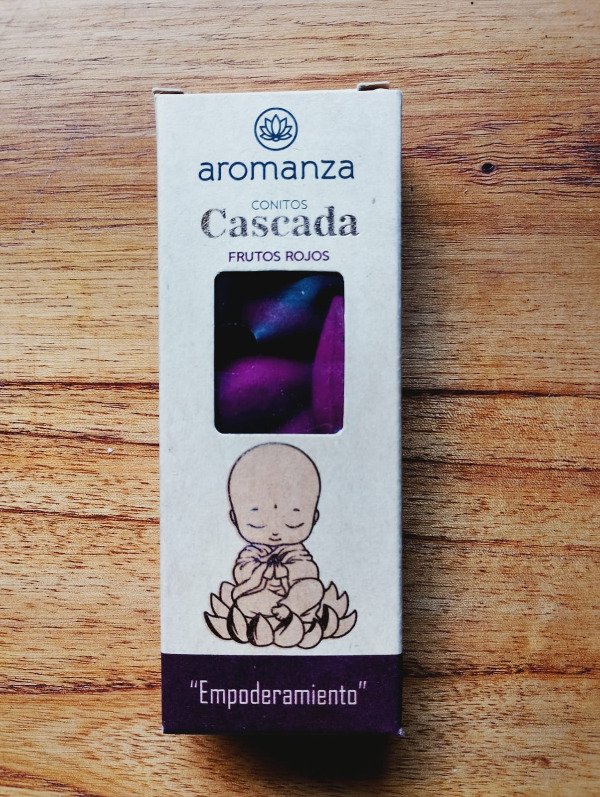 aromanza
CONITOS
Cascada
FRUTOS ROJOS
"Empoderamiento"